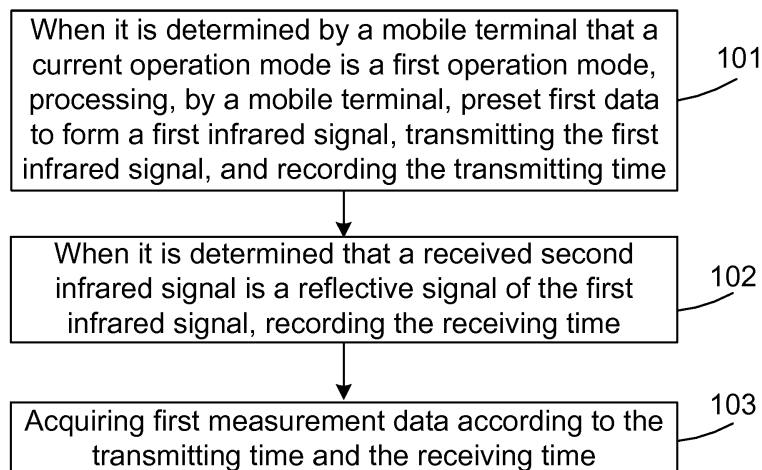 When it is determined by a mobile terminal that a
current operation mode is a first operation mode,
processing, by a mobile terminal, preset first data
to form a first infrared signal, transmitting the first
infrared signal, and recording the transmitting time
101
When it is determined that a received second
infrared signal is a reflective signal of the first
infrared signal, recording the receiving time
102
Acquiring first measurement data according to the
transmitting time and the receiving time
103